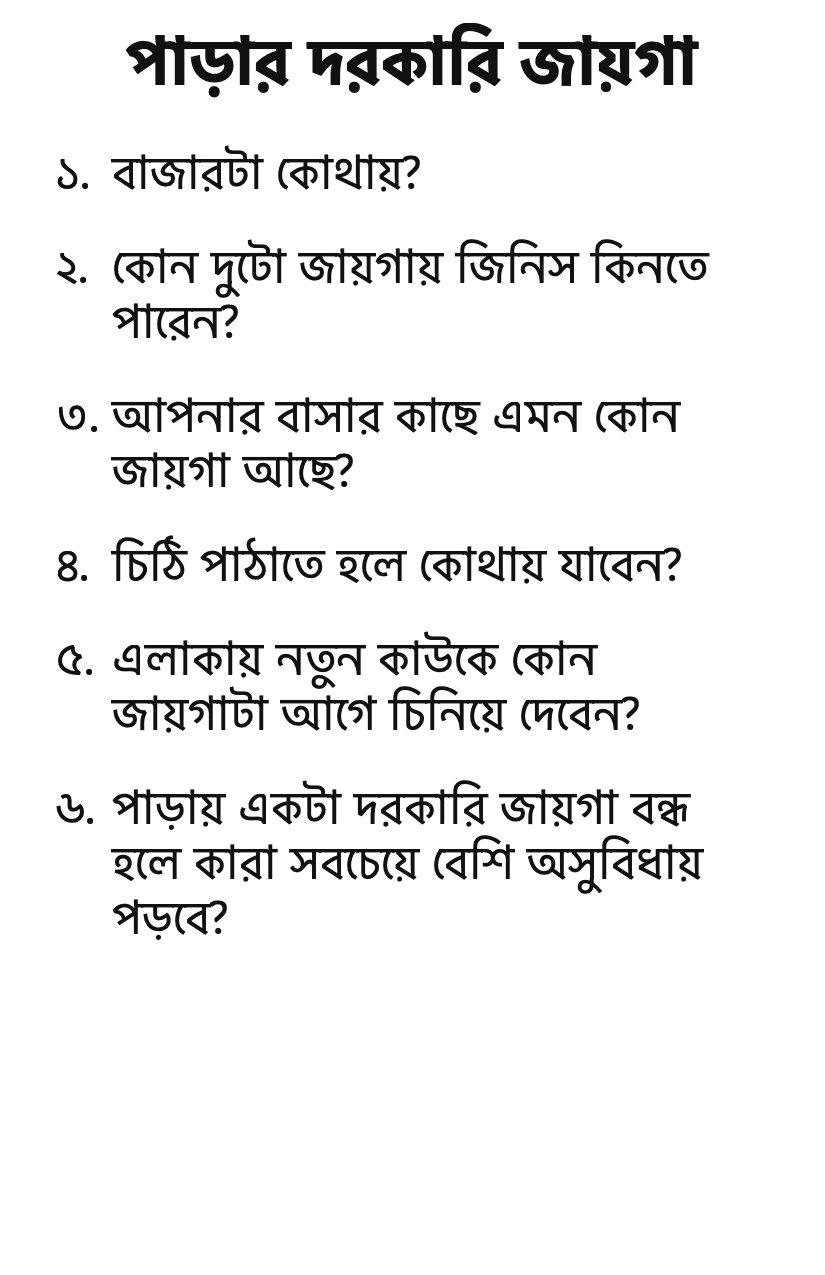 পাড়ার দরকারি জায়গা
১. বাজারটা কোথায়?
২. কোন দুটো জায়গায় জিনিস কিনতে
পারেন?
৩. আপনার বাসার কাছে এমন কোন
জায়গা আছে?
৪. চিঠি পাঠাতে হলে কোথায় যাবেন?
৫. এলাকায় নতুন কাউকে কোন
জায়গাটা আগে চিনিয়ে দেবেন?
৬. পাড়ায় একটা দরকারি জায়গা বন্ধ
হলে কারা সবচেয়ে বেশি অসুবিধায়
পড়বে?